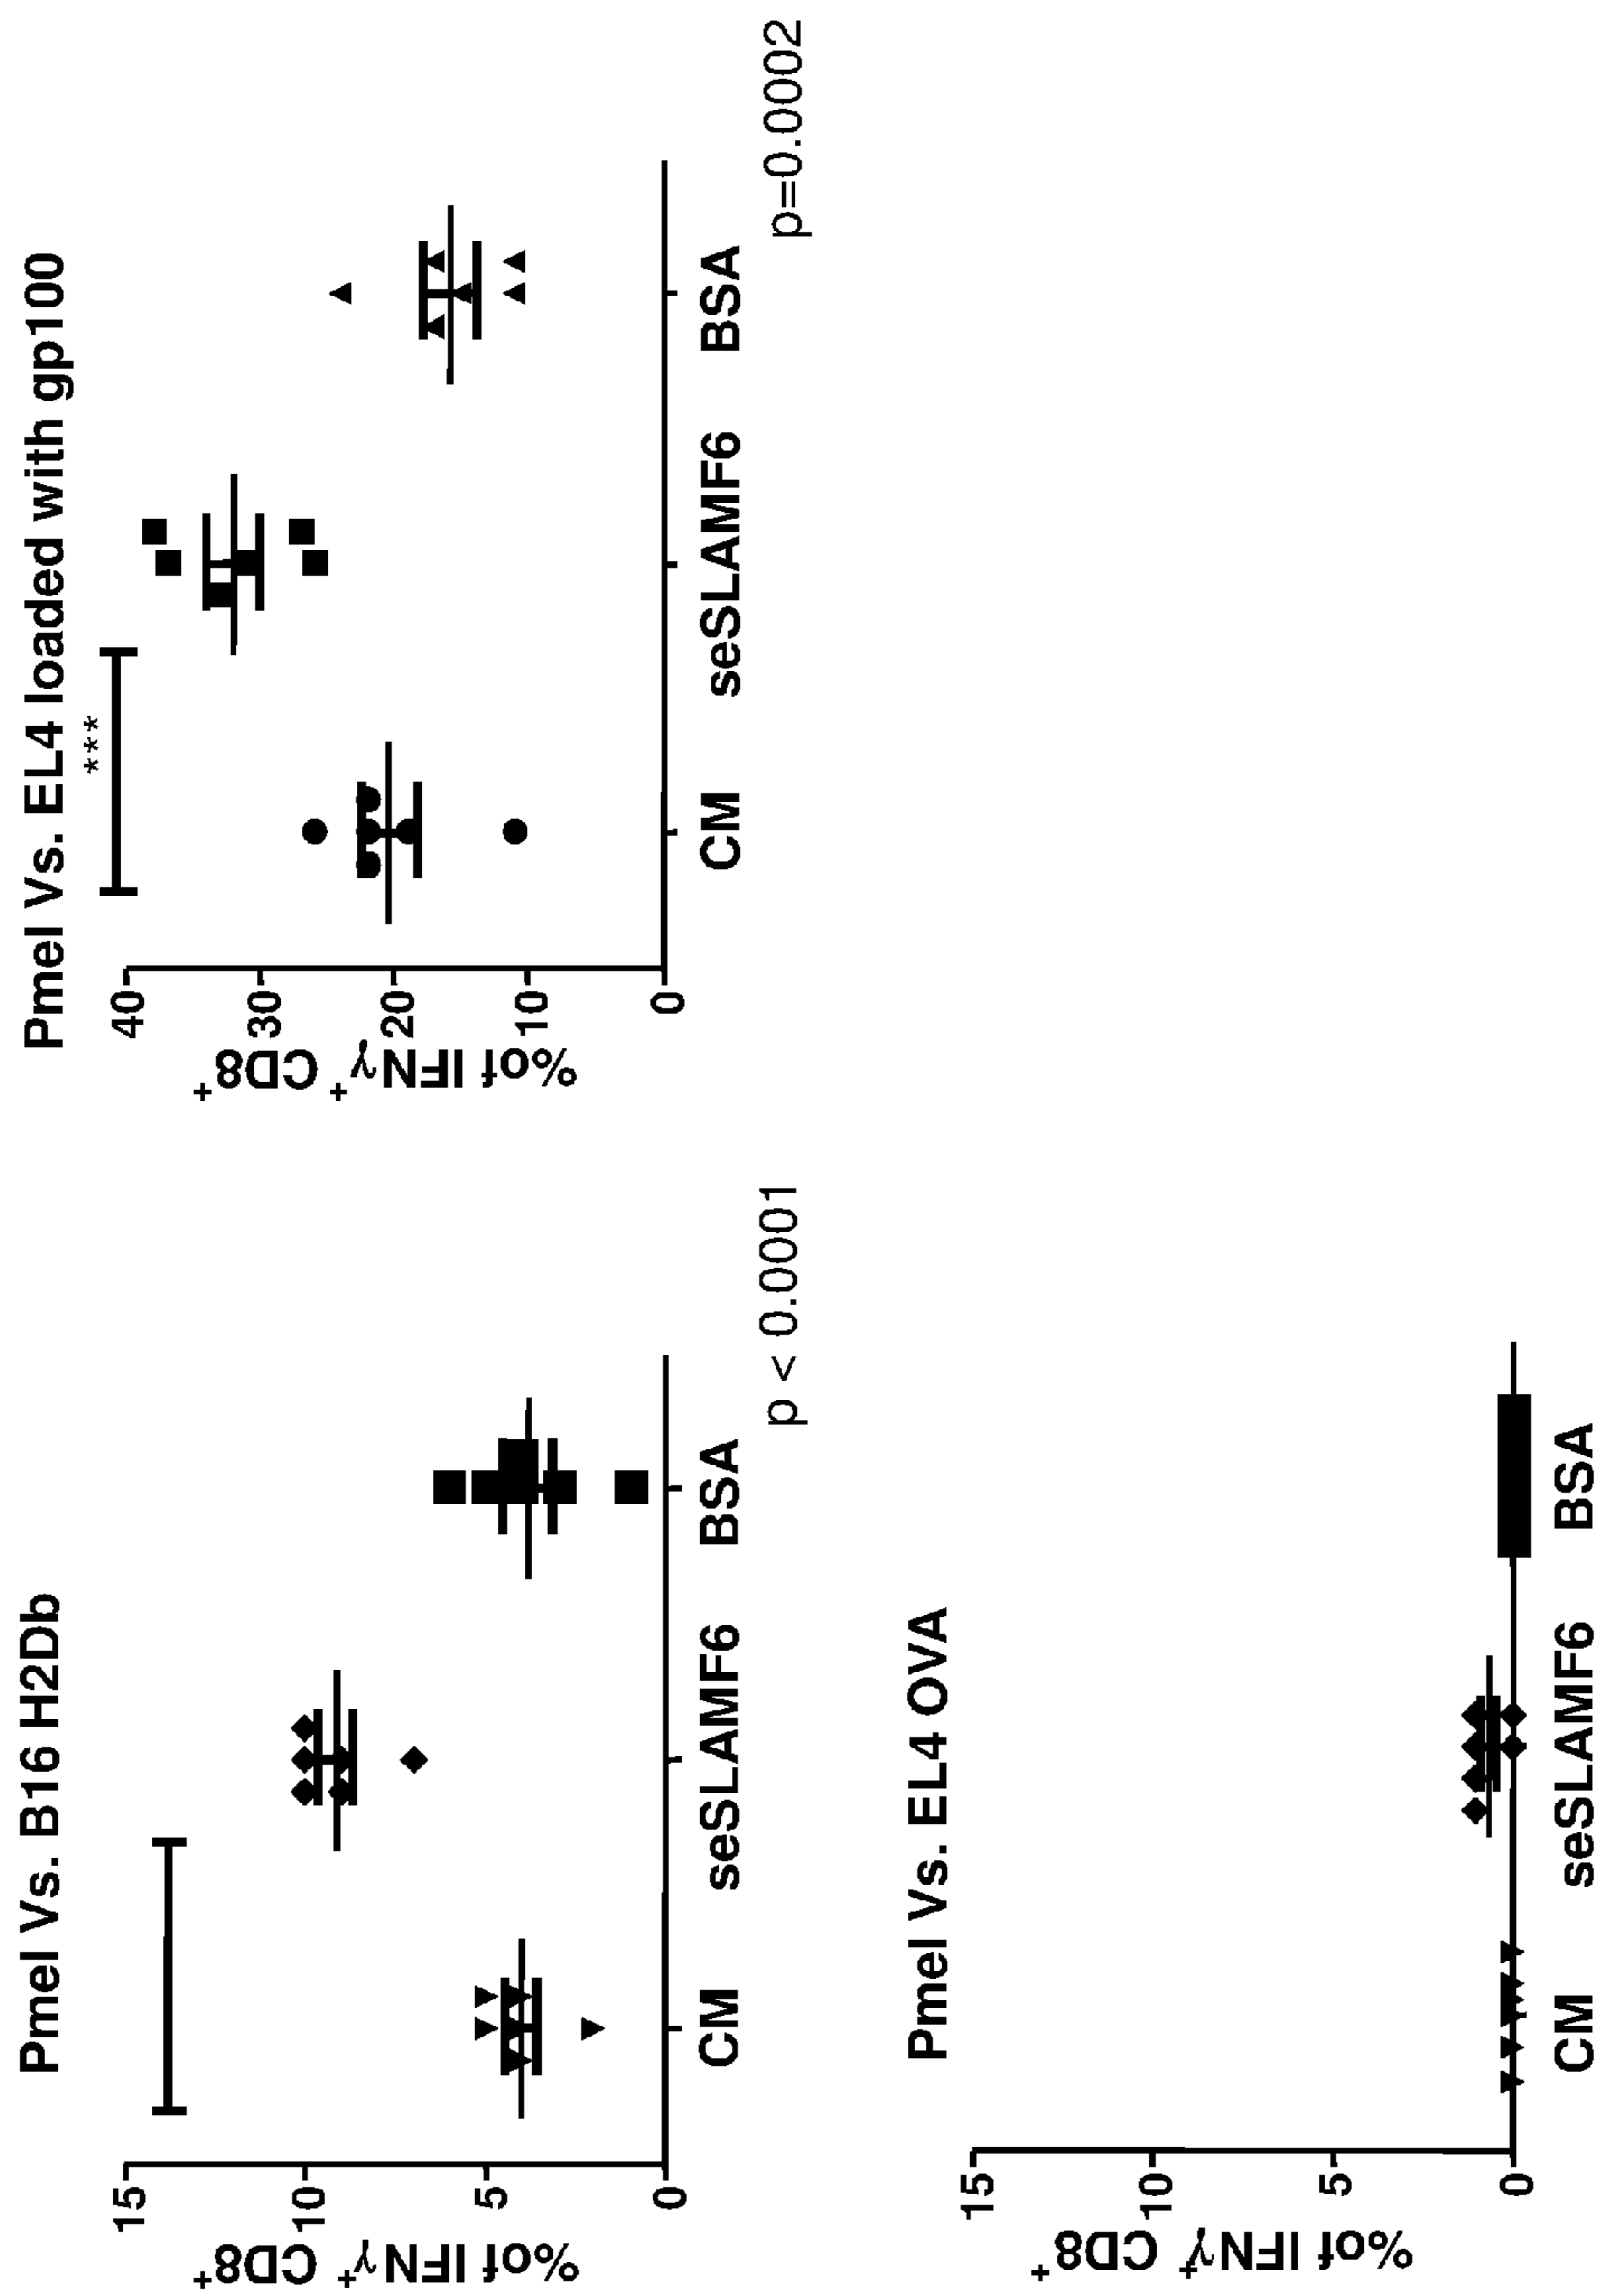 Pmel Vs. B16 H2Db
%of IFNγ+ CD8+
15
10
5
0
CM seSLAMF6 BSA
p < 0.0001
Pmel Vs. EL4 loaded with gp100
***
%of IFNγ+ CD8+
40
30
20
10
0
CM seSLAMF6 BSA
p=0.0002
Pmel Vs. EL4 OVA
%of IFNγ+ CD8+
15
10
5
0
CM seSLAMF6 BSA